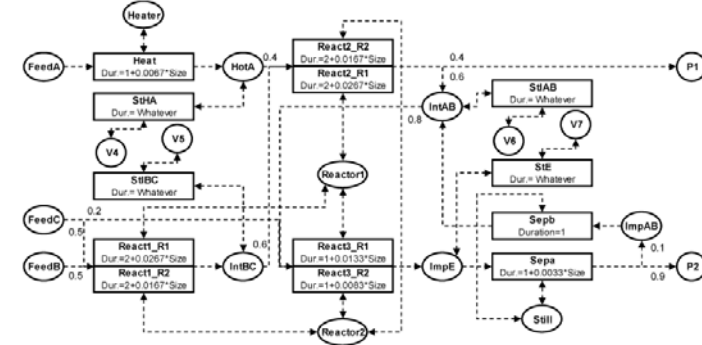 Heater
FeedA
Heat
Dur.=1+0.0067*Size
HotA
0.4
React2_R2
Dur.=2+0.0167*Size
React2_R1
Dur.=2+0.0267*Size
0.4
0.6
P1
StHA
Dur.= Whatever
IntAB
StIAB
Dur.= Whatever
V4
V5
0.8
V6
V7
StIBC
Dur.= Whatever
Reactor1
StE
Dur.= Whatever
FeedC
0.2
0.5
Sepb
Duration=1
ImpAB
FeedB
0.5
React1_R1
Dur.=2+0.0267*Size
React1_R2
Dur.=2+0.0167*Size
IntBC
0.6
React3_R1
Dur.=1+0.0133*Size
React3_R2
Dur.=1+0.0083*Size
ImpE
Sepa
Dur.=1+0.0033*Size
0.1
0.9
P2
Reactor2
Still